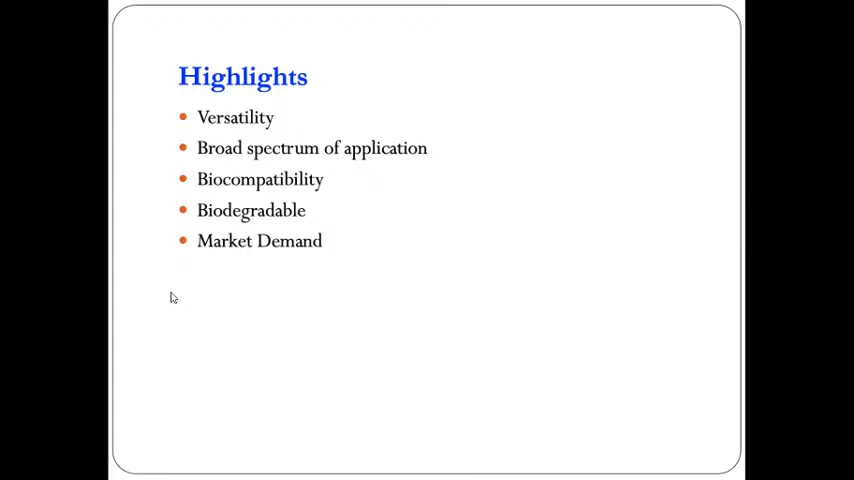 Highlights
Versatility
Broad spectrum of application
Biocompatibility
Biodegradable
Market Demand